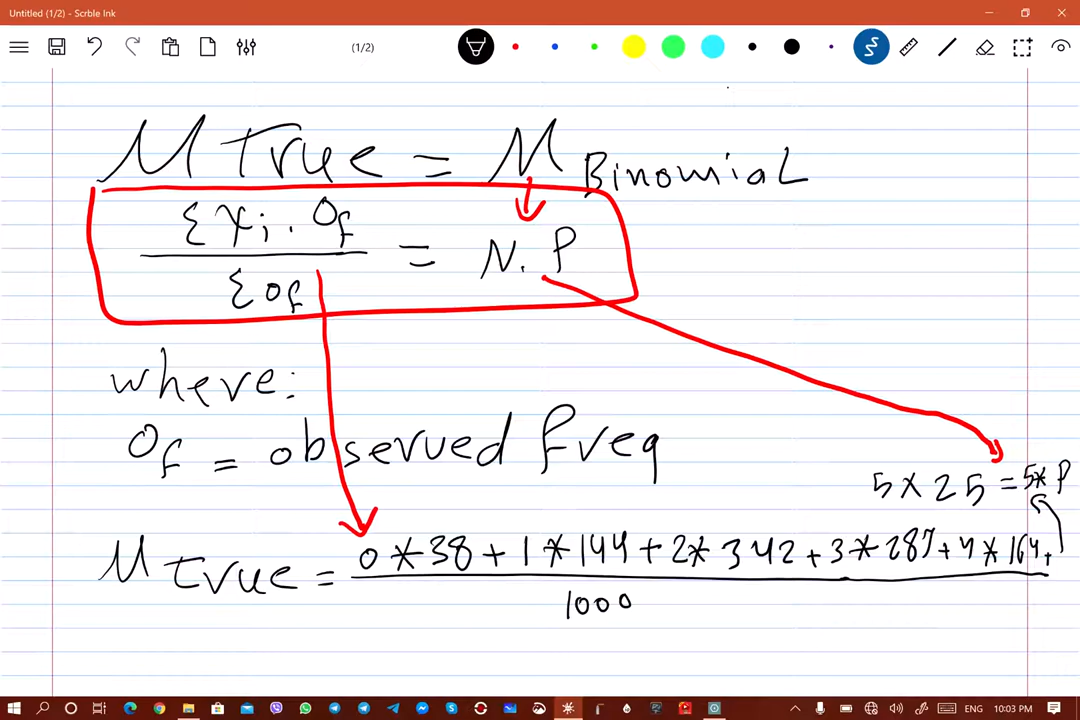 Untitled (1/2) - Scrble Ink
(1/2)
M True = M Binomial
Σxi . Of
= N. P
Σ of
where:
Of = observed Freq
5 x 25 = 5* P
M True = 0 * 38 + 1 * 144 + 2* 342 + 3 * 287 + 4 * 164 +
1000
ENG 10:03 PM